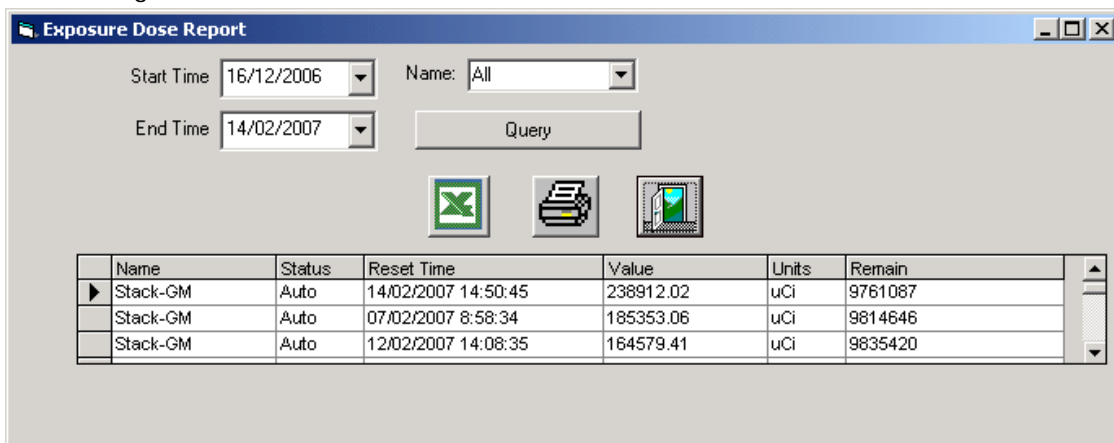 Exposure Dose Report
Start Time 16/12/2006 Name: All
End Time 14/02/2007 Query
Name Status Reset Time Value Units Remain
Stack-GM Auto 14/02/2007 14:50:45 238912.02 uCi 9761087
Stack-GM Auto 07/02/2007 8:58:34 185353.06 uCi 9814646
Stack-GM Auto 12/02/2007 14:08:35 164579.41 uCi 9835420